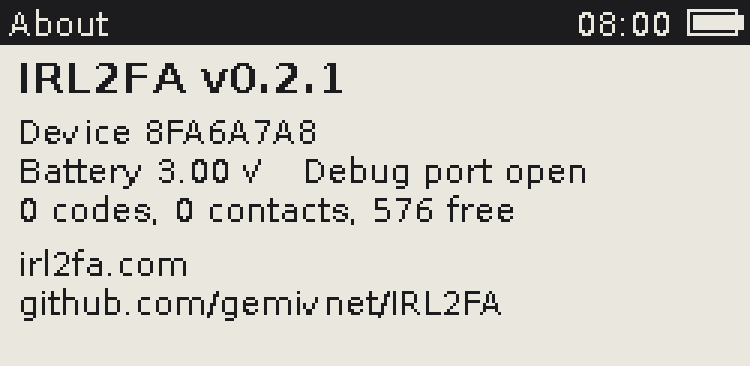 About 08:00
IRL2FA v0.2.1
Device 8FA6A7A8
Battery 3.00 V Debug port open
0 codes, 0 contacts, 576 free
irl2fa.com
github.com/gemivnet/IRL2FA